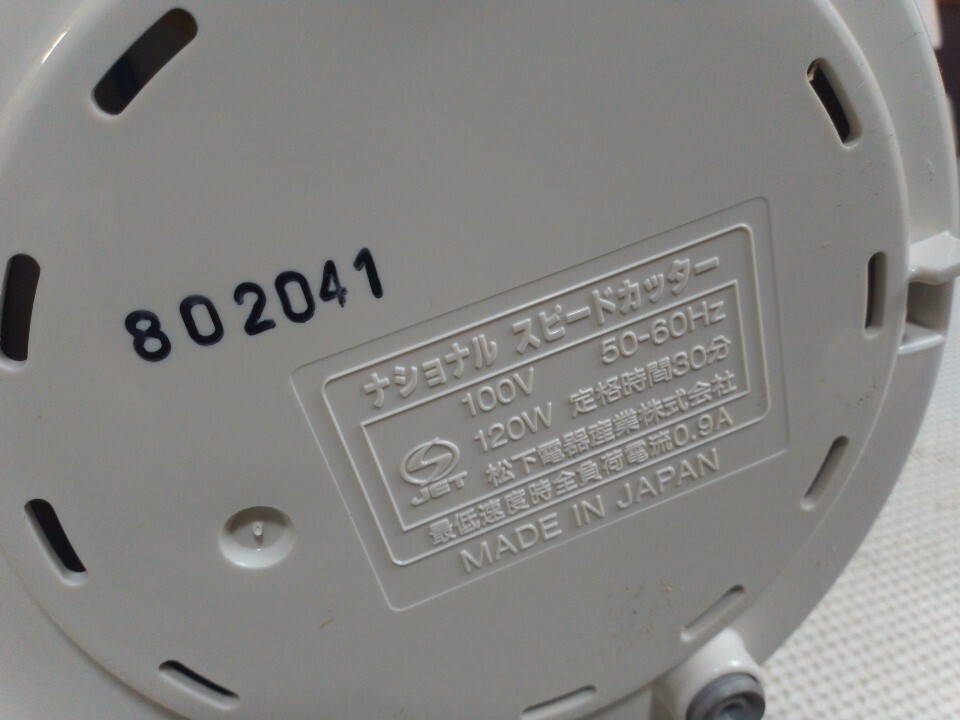 802041
ナショナル スピードカッター
100V 50-60Hz
120W 定格時間30分
JET 松下電器産業株式会社
最低速度時全負荷電流0.9A
MADE IN JAPAN